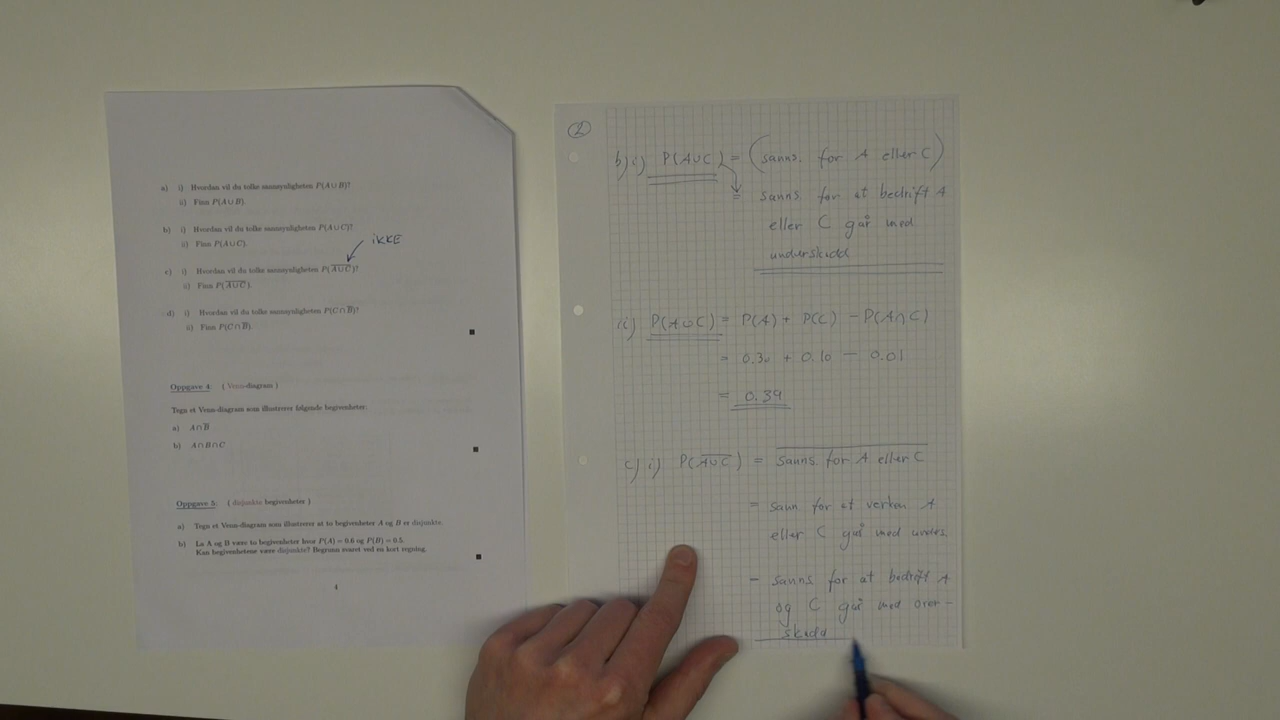 a) i) Hvordan vil du tolke sannsynligheten P(A∪B)?
ii) Finn P(A∪B).
b) i) Hvordan vil du tolke sannsynligheten P(A∪C)?
ii) Finn P(A∪C).
IKKE
c) i) Hvordan vil du tolke sannsynligheten P(A̅∪̅C̅)?
ii) Finn P(A̅∪̅C̅).
d) i) Hvordan vil du tolke sannsynligheten P(C∩B̅)?
ii) Finn P(C∩B̅).
Oppgave 4: ( Venn-diagram )
Tegn et Venn-diagram som illustrerer følgende begivenheter:
a) A∩B̅
b) A∩B∩C
Oppgave 5: ( disjunkte begivenheter )
a) Tegn et Venn-diagram som illustrerer at to begivenheter A og B er disjunkte.
b) La A og B være to begivenheter hvor P(A) = 0.6 og P(B) = 0.5.
Kan begivenhetene være disjunkte? Begrunn svaret ved en kort regning.
4
2
b) i) P(A∪C) = (sanns. for A eller C)
= sanns for at bedrift A
eller C går med
underskudd
ii) P(A∪C) = P(A) + P(C) - P(A∩C)
= 0.30 + 0.10 - 0.01
= 0.39
c) i) P(A̅∪̅C̅) = sanns. for A eller C
= sann for at verken A
eller C går med unders.
= sanns for at bedrift A
og C går med over-
skudd